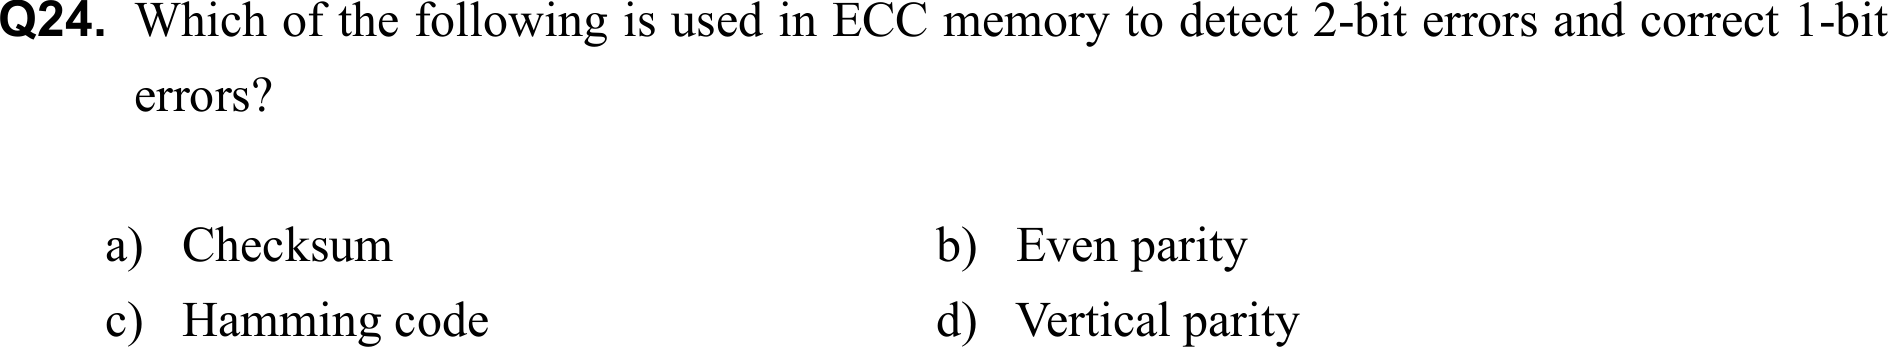 Q24. Which of the following is used in ECC memory to detect 2-bit errors and correct 1-bit
errors?
a) Checksum b) Even parity
c) Hamming code d) Vertical parity